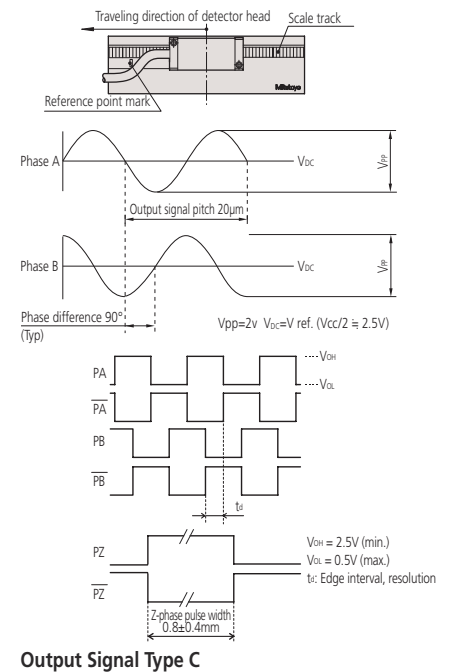 Traveling direction of detector head
Scale track
Mitutoyo
Reference point mark
Phase A
VDC
VPP
Output signal pitch 20μm
Phase B
VDC
VPP
Phase difference 90°
(Typ)
Vpp=2v VDC=V ref. (Vcc/2 ≒ 2.5V)
PA
VOH
VOL
P̅A̅
PB
P̅B̅
td
PZ
VOH = 2.5V (min.)
VOL = 0.5V (max.)
td: Edge interval, resolution
P̅Z̅
Z-phase pulse width
0.8±0.4mm
Output Signal Type C